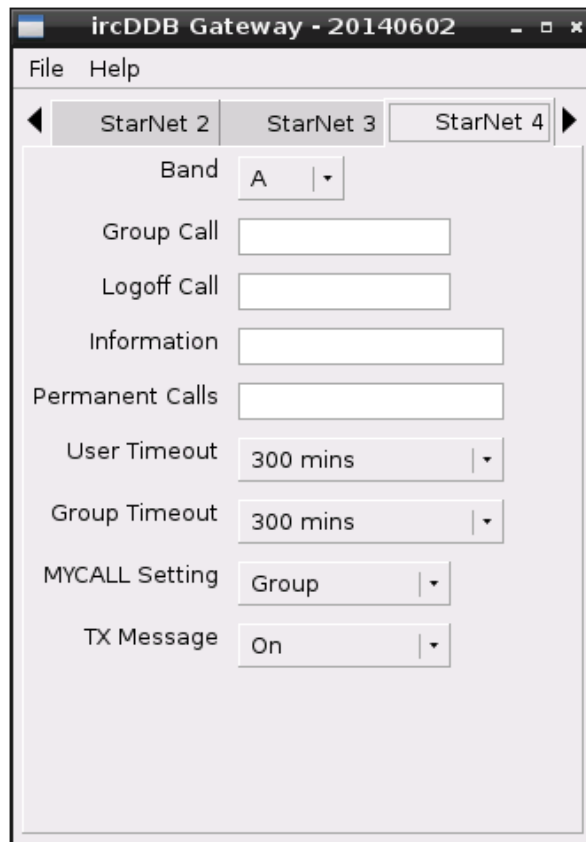 ircDDB Gateway - 20140602
File Help
StarNet 2 StarNet 3 StarNet 4
Band A
Group Call
Logoff Call
Information
Permanent Calls
User Timeout 300 mins
Group Timeout 300 mins
MYCALL Setting Group
TX Message On